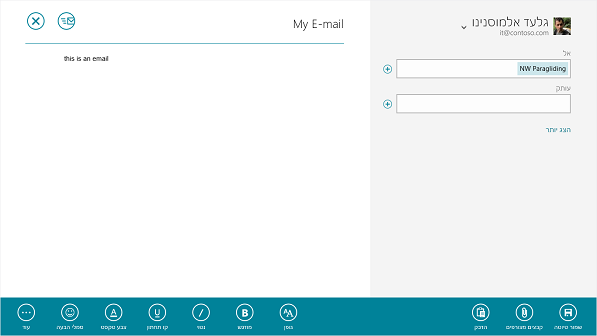 גלעד אלמוסנינו
it@contoso.com
אל
NW Paragliding
עותק
הצג יותר
My E-mail
this is an email
שמור טיוטה
קבצים מצורפים
הדבק
גופן
מודגש
נטוי
קו תחתון
צבע טקסט
סמלי הבעה
עוד